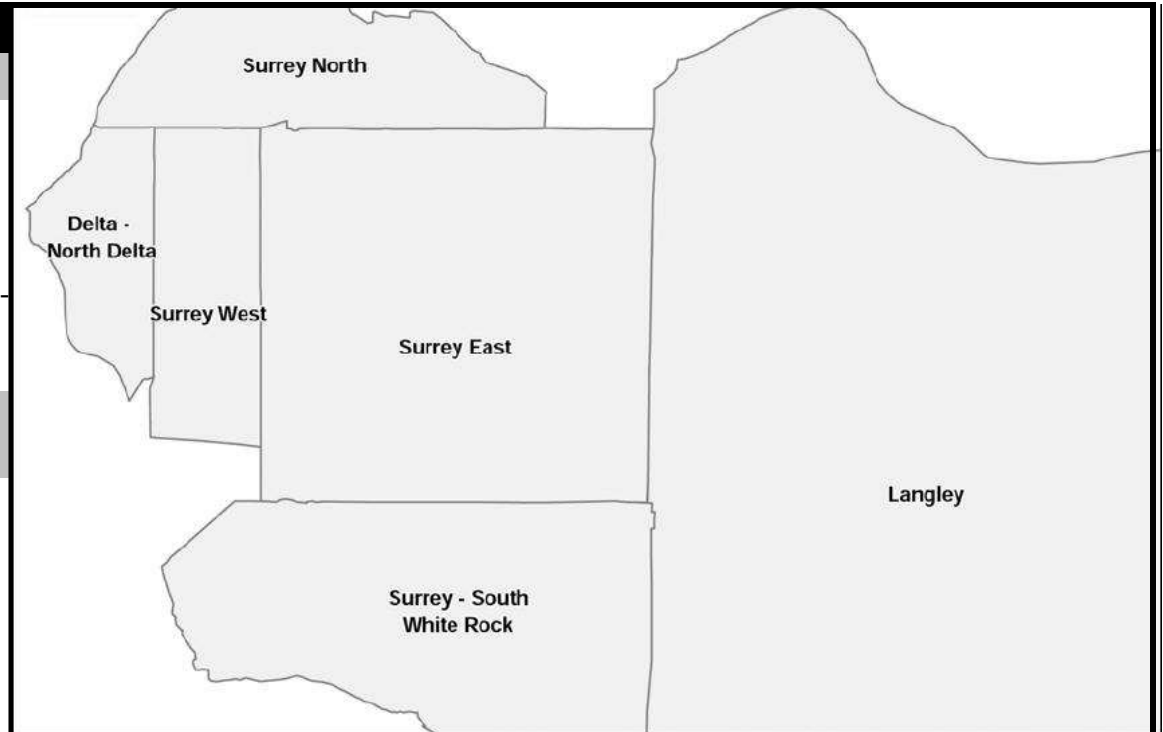 Surrey North
Delta -
North Delta
Surrey West
Surrey East
Langley
Surrey - South
White Rock